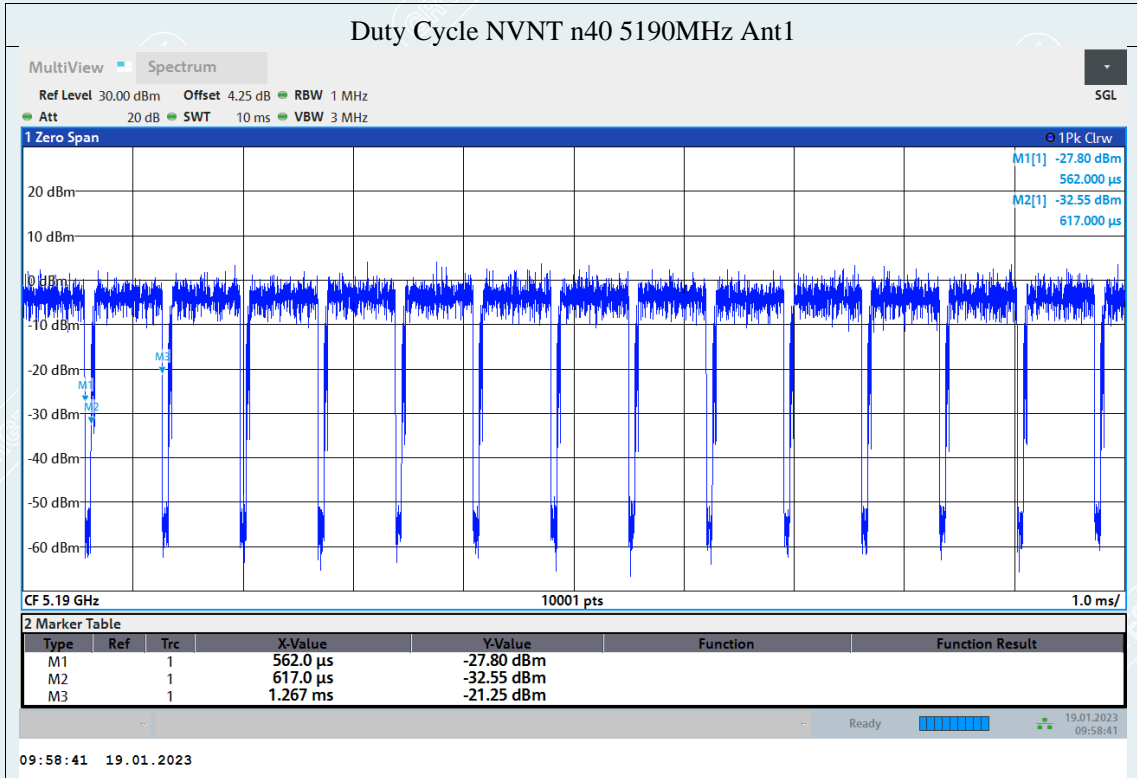 Duty Cycle NVNT n40 5190MHz Ant1
MultiView Spectrum
Ref Level 30.00 dBm Offset 4.25 dB RBW 1 MHz SGL
Att 20 dB SWT 10 ms VBW 3 MHz
1 Zero Span 1Pk Clrw
M1[1] -27.80 dBm
562.000 µs
20 dBm
M2[1] -32.55 dBm
617.000 µs
10 dBm
0 dBm
-10 dBm
M3
-20 dBm
M1
M2
-30 dBm
-40 dBm
-50 dBm
-60 dBm
CF 5.19 GHz 10001 pts 1.0 ms/
2 Marker Table
Type Ref Trc X-Value Y-Value Function Function Result
M1 1 562.0 µs -27.80 dBm
M2 1 617.0 µs -32.55 dBm
M3 1 1.267 ms -21.25 dBm
Ready 19.01.2023
09:58:41
09:58:41 19.01.2023